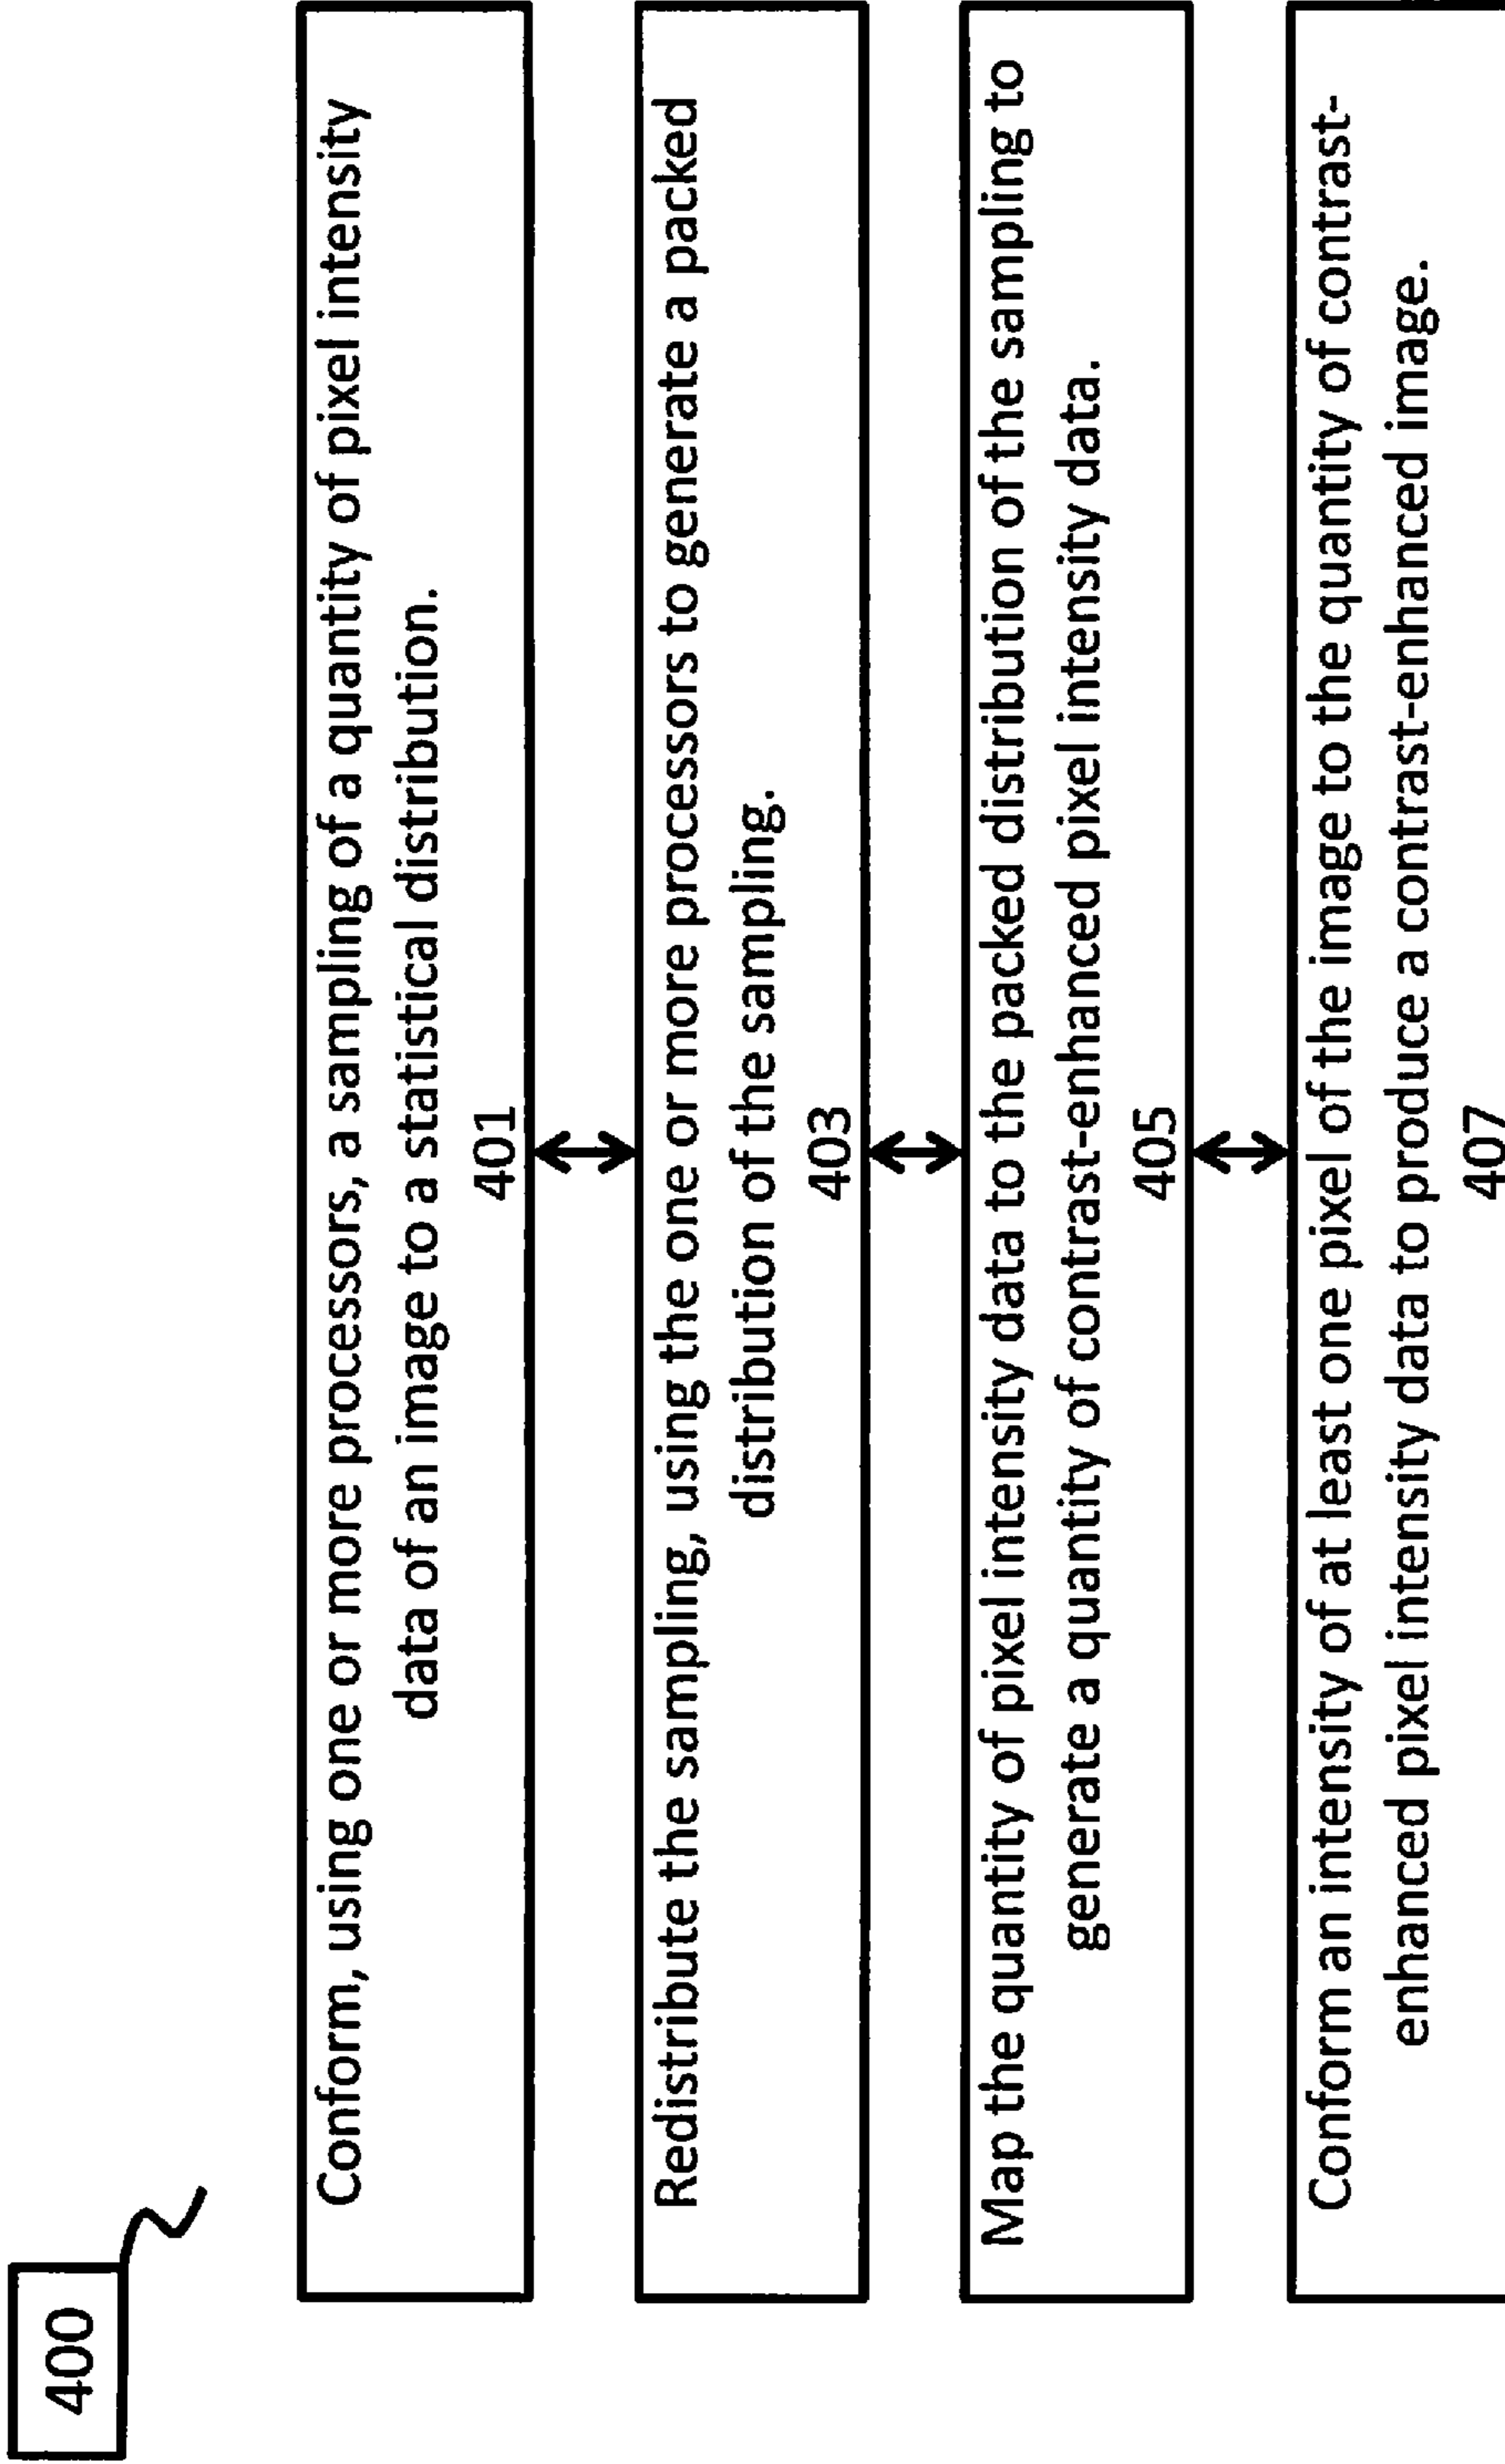 400
Conform, using one or more processors, a sampling of a quantity of pixel intensity
data of an image to a statistical distribution.
401
Redistribute the sampling, using the one or more processors to generate a packed
distribution of the sampling.
403
Map the quantity of pixel intensity data to the packed distribution of the sampling to
generate a quantity of contrast-enhanced pixel intensity data.
405
Conform an intensity of at least one pixel of the image to the quantity of contrast-
enhanced pixel intensity data to produce a contrast-enhanced image.
407